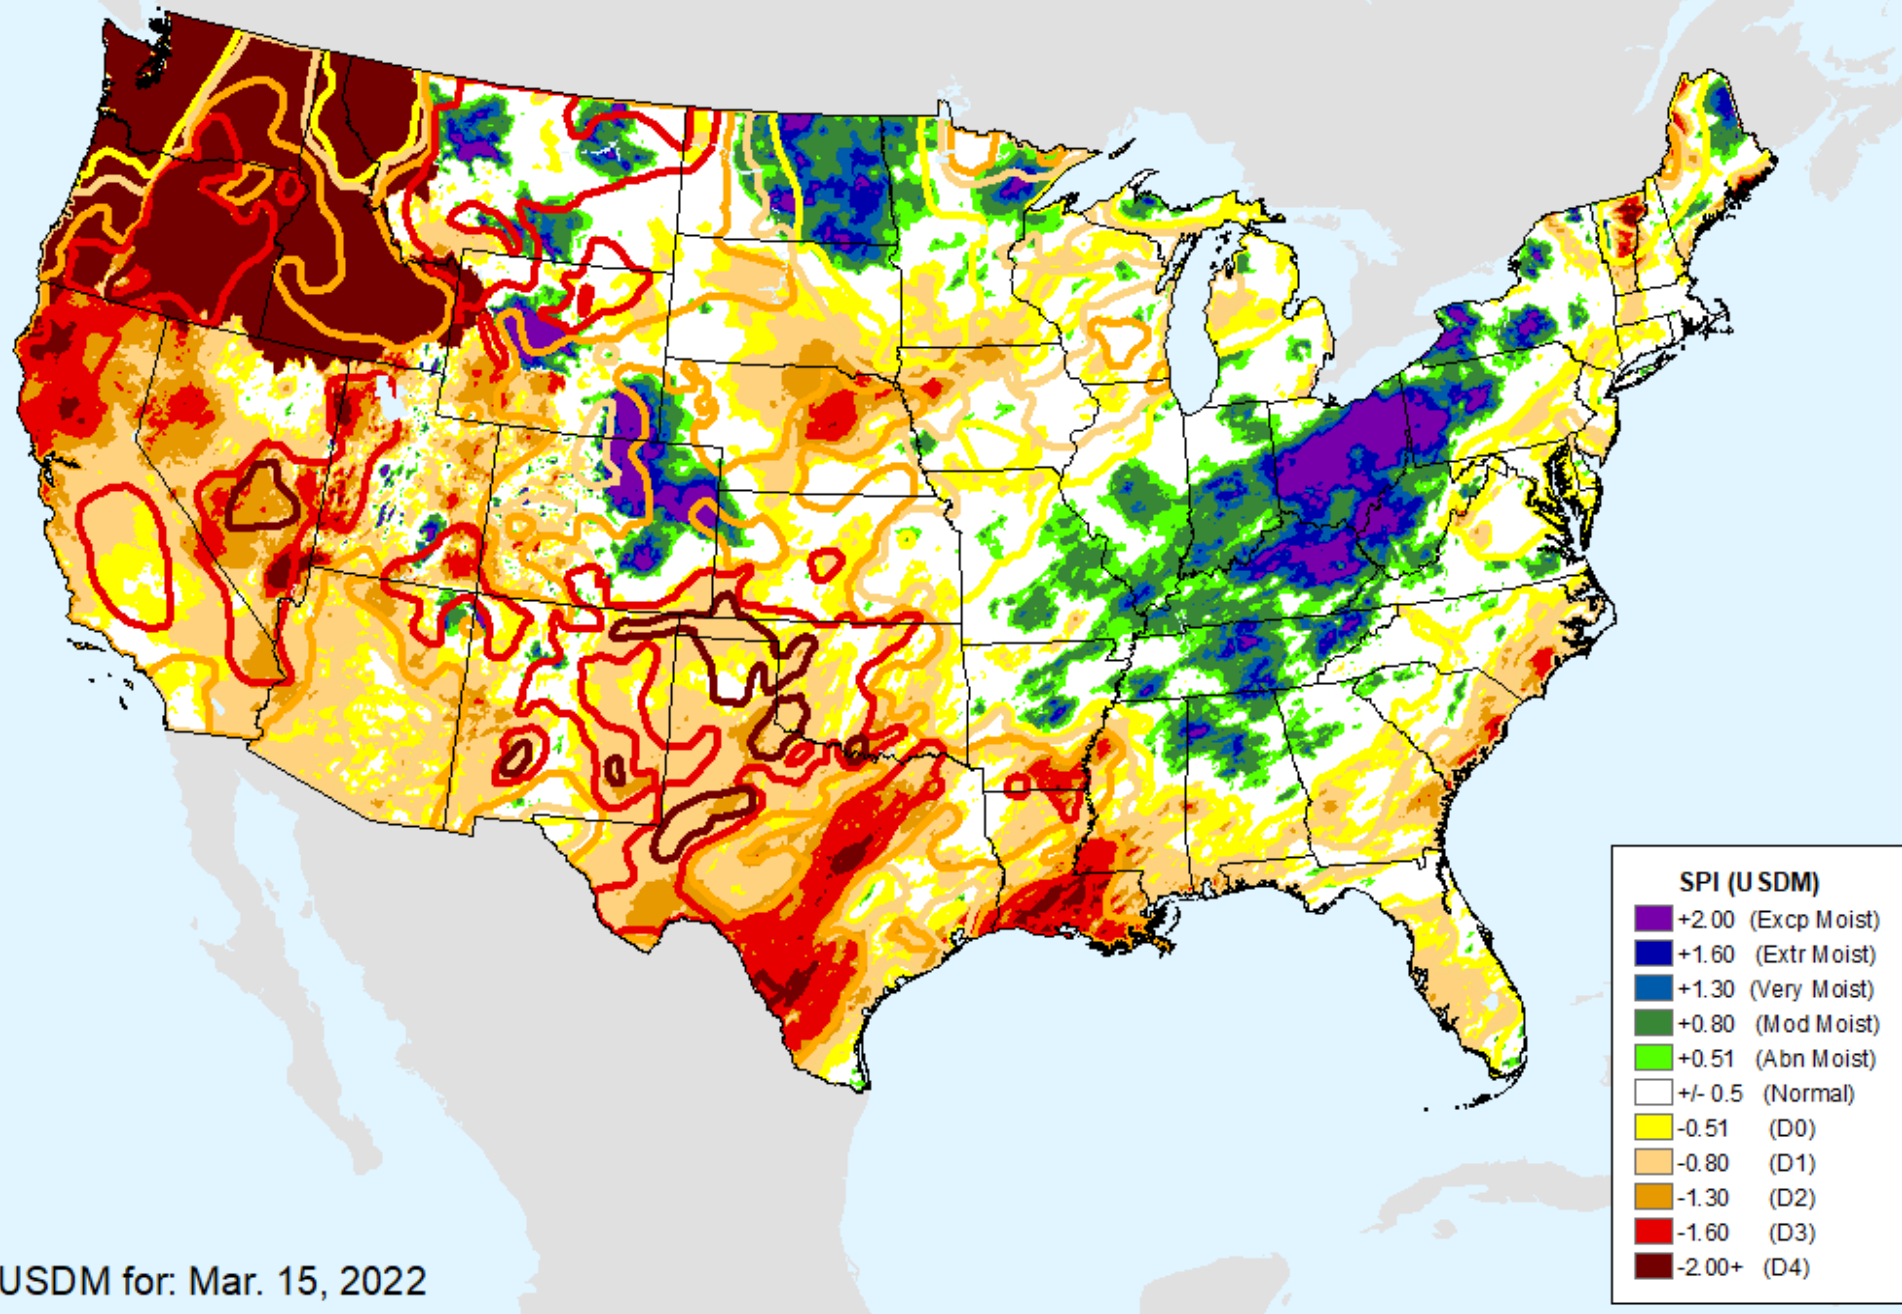 SPI (USDM)
+2.00 (Excp Moist)
+1.60 (Extr Moist)
+1.30 (Very Moist)
+0.80 (Mod Moist)
+0.51 (Abn Moist)
+/- 0.5 (Normal)
-0.51 (D0)
-0.80 (D1)
-1.30 (D2)
-1.60 (D3)
-2.00+ (D4)
USDM for: Mar. 15, 2022